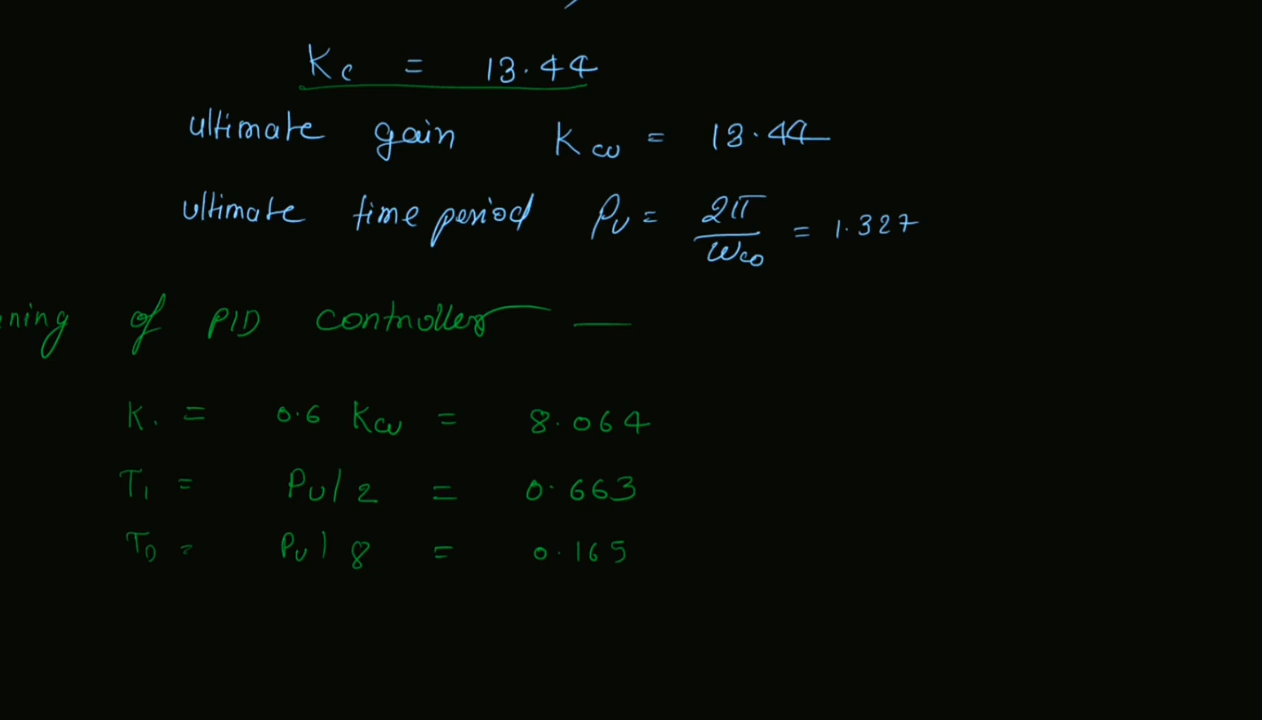 Kc = 13.44
ultimate gain Kcu = 13.44
ultimate time period Pu = 2π/ωco = 1.327
ning of PID controller —
K. = 0.6 Kcu = 8.064
TI = Pu/2 = 0.663
TD = Pu/8 = 0.165